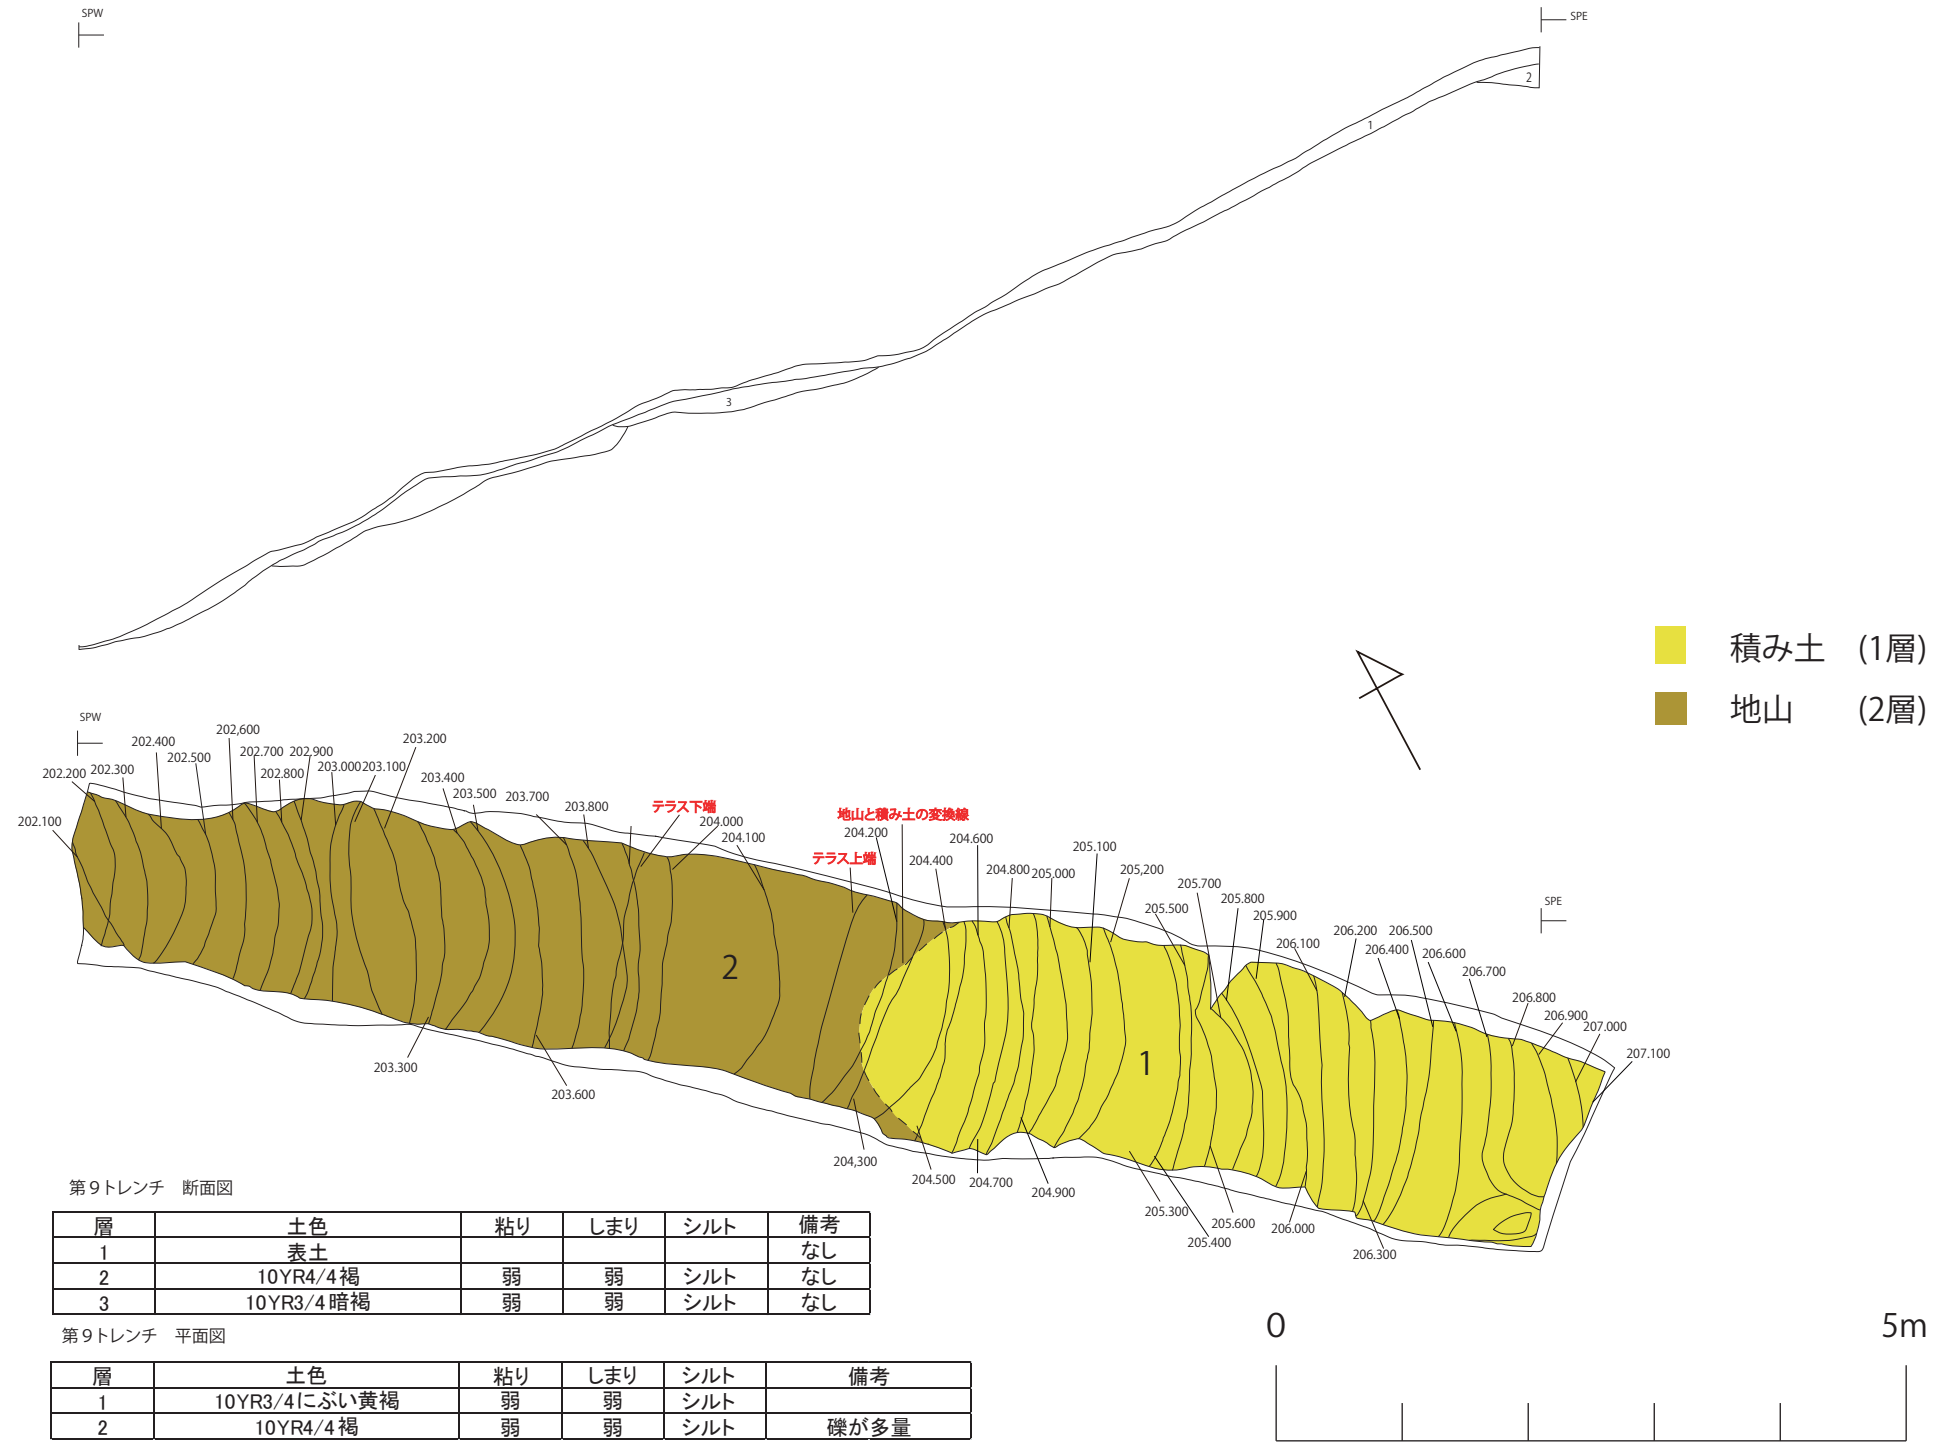 SPW
SPE
2
1
3
積み土 (1層)
地山 (2層)
SPW
202,600
203.200
202.400
202.500
202.700
202.900
202.200
202.300
202.800
203.000
203.100
203.400
203.500
203.700
203.800
テラス下端
204.000
204.100
202.100
地山と積み土の変換線
204.200
204.600
テラス上端
204.400
204.800
205.000
205.100
205,200
205.700
205.500
205.800
205.900
SPE
206.100
206.200
206.500
206.400
206.600
206.700
206.800
206.900
207.000
207.100
2
1
203.300
203.600
204,300
204.500
204.700
204.900
205.300
205.600
205.400
206.000
206.300
第9トレンチ 断面図
層 土色 粘り しまり シルト 備考
1 表土 なし
2 10YR4/4褐 弱 弱 シルト なし
3 10YR3/4暗褐 弱 弱 シルト なし
第9トレンチ 平面図
層 土色 粘り しまり シルト 備考
1 10YR3/4にぶい黄褐 弱 弱 シルト
2 10YR4/4褐 弱 弱 シルト 礫が多量
0 5m